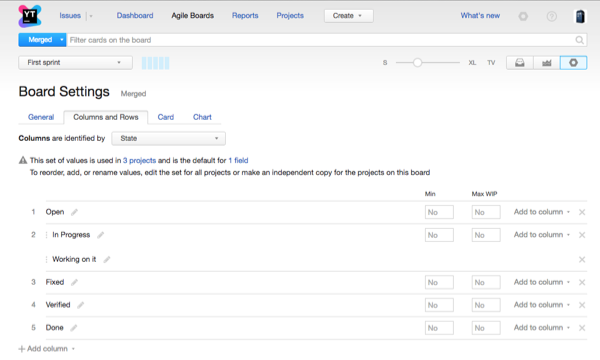 YT
Issues Dashboard Agile Boards Reports Projects Create What's new
Merged Filter cards on the board
First sprint S XL TV
Board Settings Merged
General Columns and Rows Card Chart
Columns are identified by State
This set of values is used in 3 projects and is the default for 1 field
To reorder, add, or rename values, edit the set for all projects or make an independent copy for the projects on this board
Min Max WIP
1 Open No No Add to column
2 In Progress No No Add to column
Working on it
3 Fixed No No Add to column
4 Verified No No Add to column
5 Done No No Add to column
+ Add column